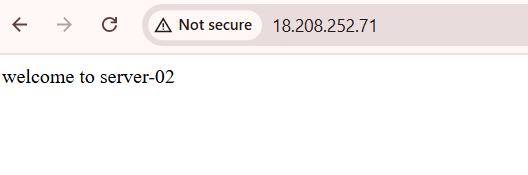 Not secure 18.208.252.71
welcome to server-02